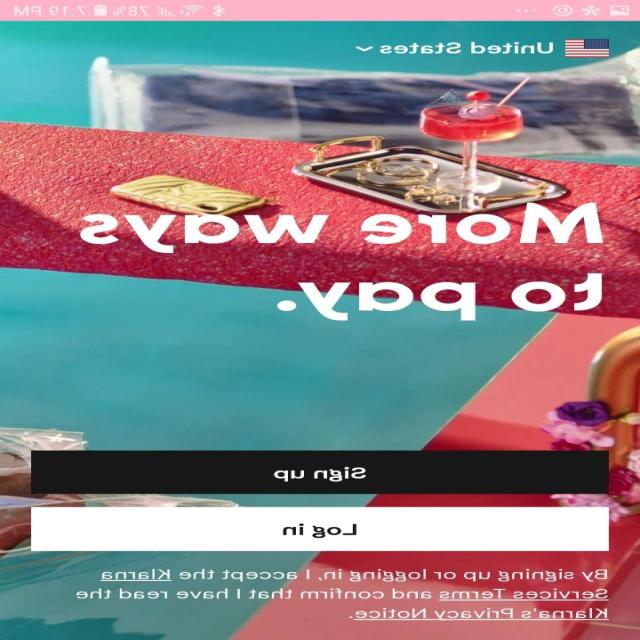 78% 7:19 PM
United States
More ways
to pay.
Sign up
Log in
By signing up or logging in, I accept the Klarna
Services Terms and confirm that I have the read
Klarna's Privacy Notice.